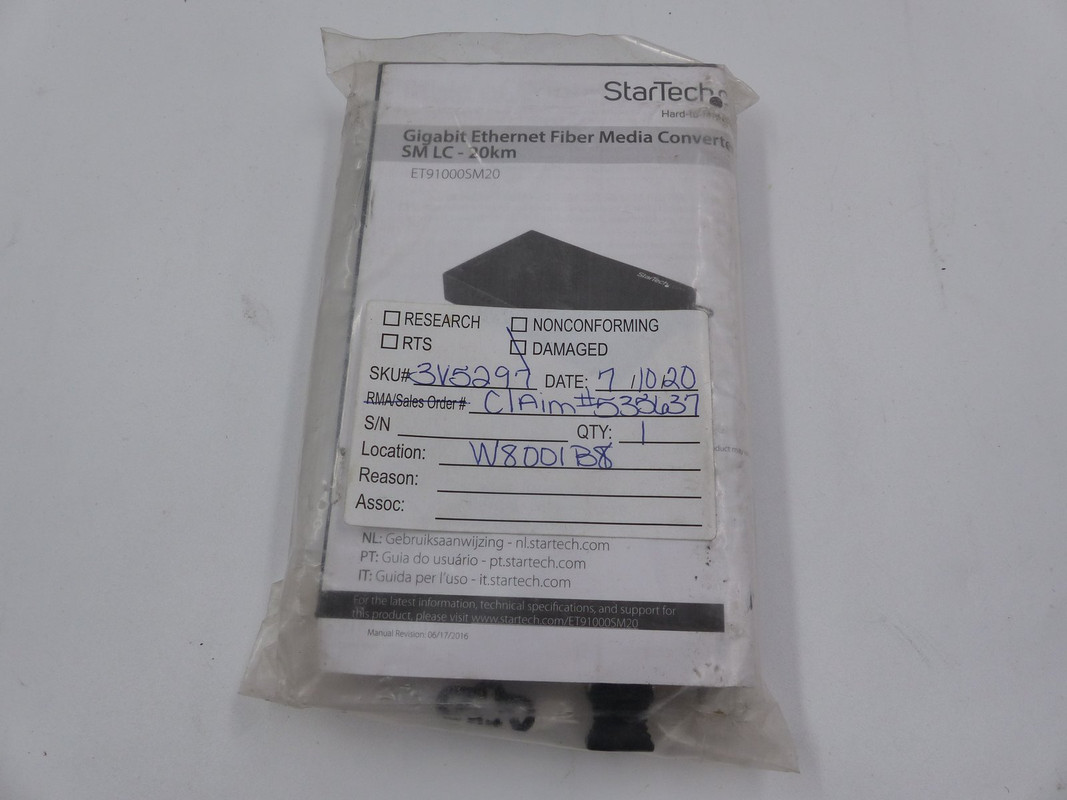 StarTech
Gigabit Ethernet Fiber Media Converte
SM LC - 20km
ET91000SM20
StarTech
RESEARCH NONCONFORMING
RTS DAMAGED
SKU# 3V5297 DATE: 7/10/20
RMA/Sales Order # Claim #538637
S/N QTY: 1
Location: W8001B8
Reason:
Assoc:
NL: Gebruiksaanwijzing - nl.startech.com
PT: Guia do usuário - pt.startech.com
IT: Guida per l'uso - it.startech.com
For the latest information, technical specifications, and support for
this product, please visit www.startech.com/ET91000SM20
Manual Revision: 06/17/2016